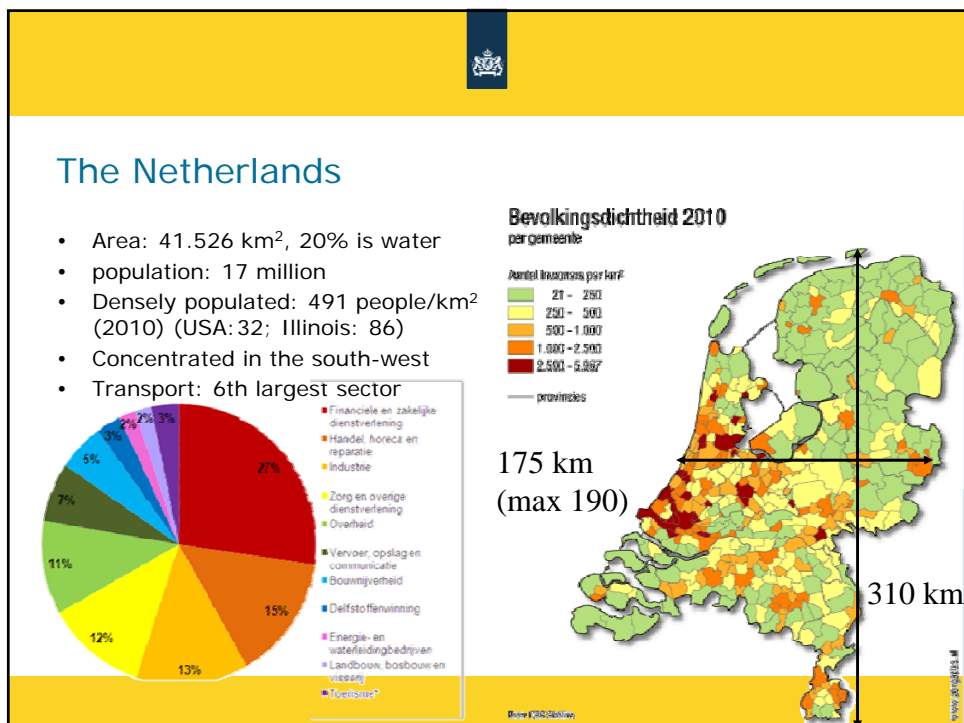 The Netherlands
• Area: 41.526 km², 20% is water
• population: 17 million
• Densely populated: 491 people/km²
(2010) (USA:32; Illinois: 86)
• Concentrated in the south-west
• Transport: 6th largest sector
27%
15%
13%
12%
11%
7%
5%
3%
2%
2%
3%
Financiele en zakelijke
dienstverlening
Handel, horeca en
reparatie
Industrie
Zorg en overige
dienstverlening
Overheid
Vervoer, opslag en
communicatie
Bouwnijverheid
Delfstoffenwinning
Energie- en
waterleidingbedrijven
Landbouw, bosbouw en
visserij
Toerisme*
Bevolkingsdichtheid 2010
per gemeente
Aantal inwoners per km²
21 - 250
250 - 500
500 - 1.000
1.000 - 2.500
2.500 - 5.967
provincies
175 km
(max 190)
310 km